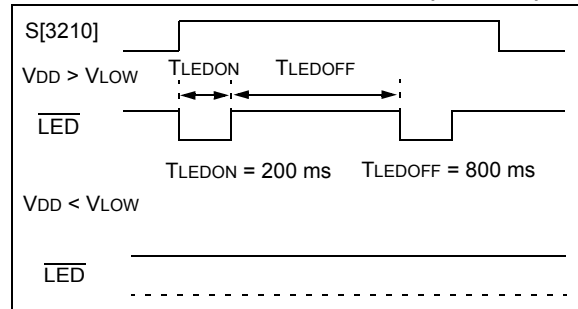 S[3210]
VDD > VLOW
TLEDON TLEDOFF
LED
TLEDON = 200 ms TLEDOFF = 800 ms
VDD < VLOW
LED